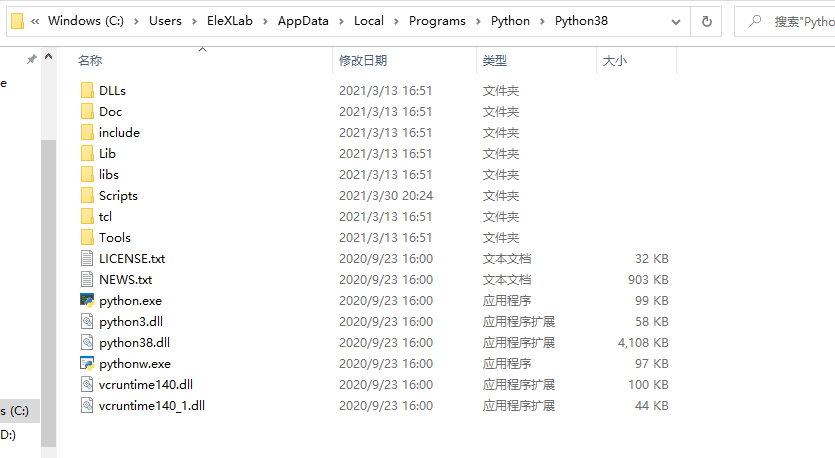 « Windows (C:) › Users › EleXLab › AppData › Local › Programs › Python › Python38 搜索"Pytho
名称 修改日期 类型 大小
e
DLLs 2021/3/13 16:51 文件夹
Doc 2021/3/13 16:51 文件夹
include 2021/3/13 16:51 文件夹
Lib 2021/3/13 16:51 文件夹
libs 2021/3/13 16:51 文件夹
Scripts 2021/3/30 20:24 文件夹
tcl 2021/3/13 16:51 文件夹
Tools 2021/3/13 16:51 文件夹
LICENSE.txt 2020/9/23 16:00 文本文档 32 KB
NEWS.txt 2020/9/23 16:00 文本文档 903 KB
python.exe 2020/9/23 16:00 应用程序 99 KB
python3.dll 2020/9/23 16:00 应用程序扩展 58 KB
python38.dll 2020/9/23 16:00 应用程序扩展 4,108 KB
pythonw.exe 2020/9/23 16:00 应用程序 97 KB
vcruntime140.dll 2020/9/23 16:00 应用程序扩展 100 KB
vcruntime140_1.dll 2020/9/23 16:00 应用程序扩展 44 KB
s (C:)
D:)